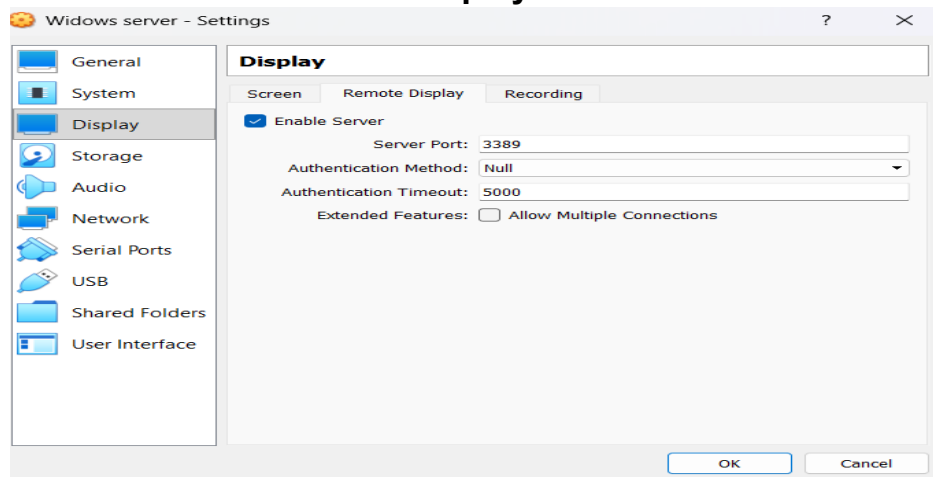 Widows server - Settings
? ×
General
System
Display
Storage
Audio
Network
Serial Ports
USB
Shared Folders
User Interface
Display
Screen Remote Display Recording
Enable Server
Server Port: 3389
Authentication Method: Null
Authentication Timeout: 5000
Extended Features: Allow Multiple Connections
OK Cancel